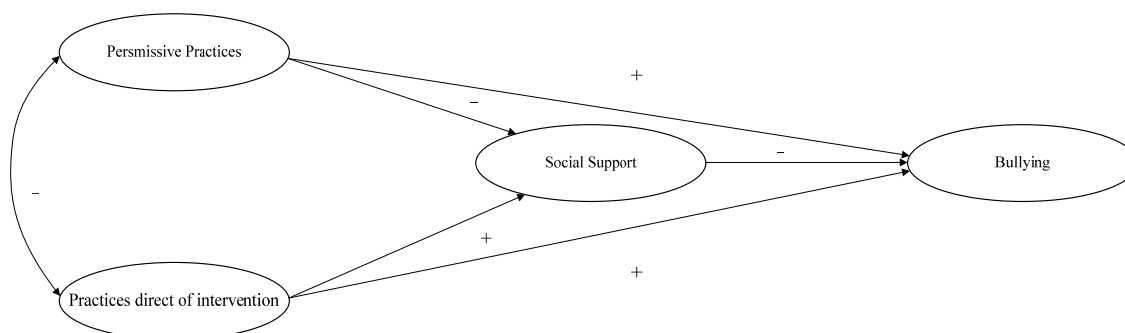 Persmissive Practices
+
−
Social Support
−
Bullying
−
+
Practices direct of intervention
+